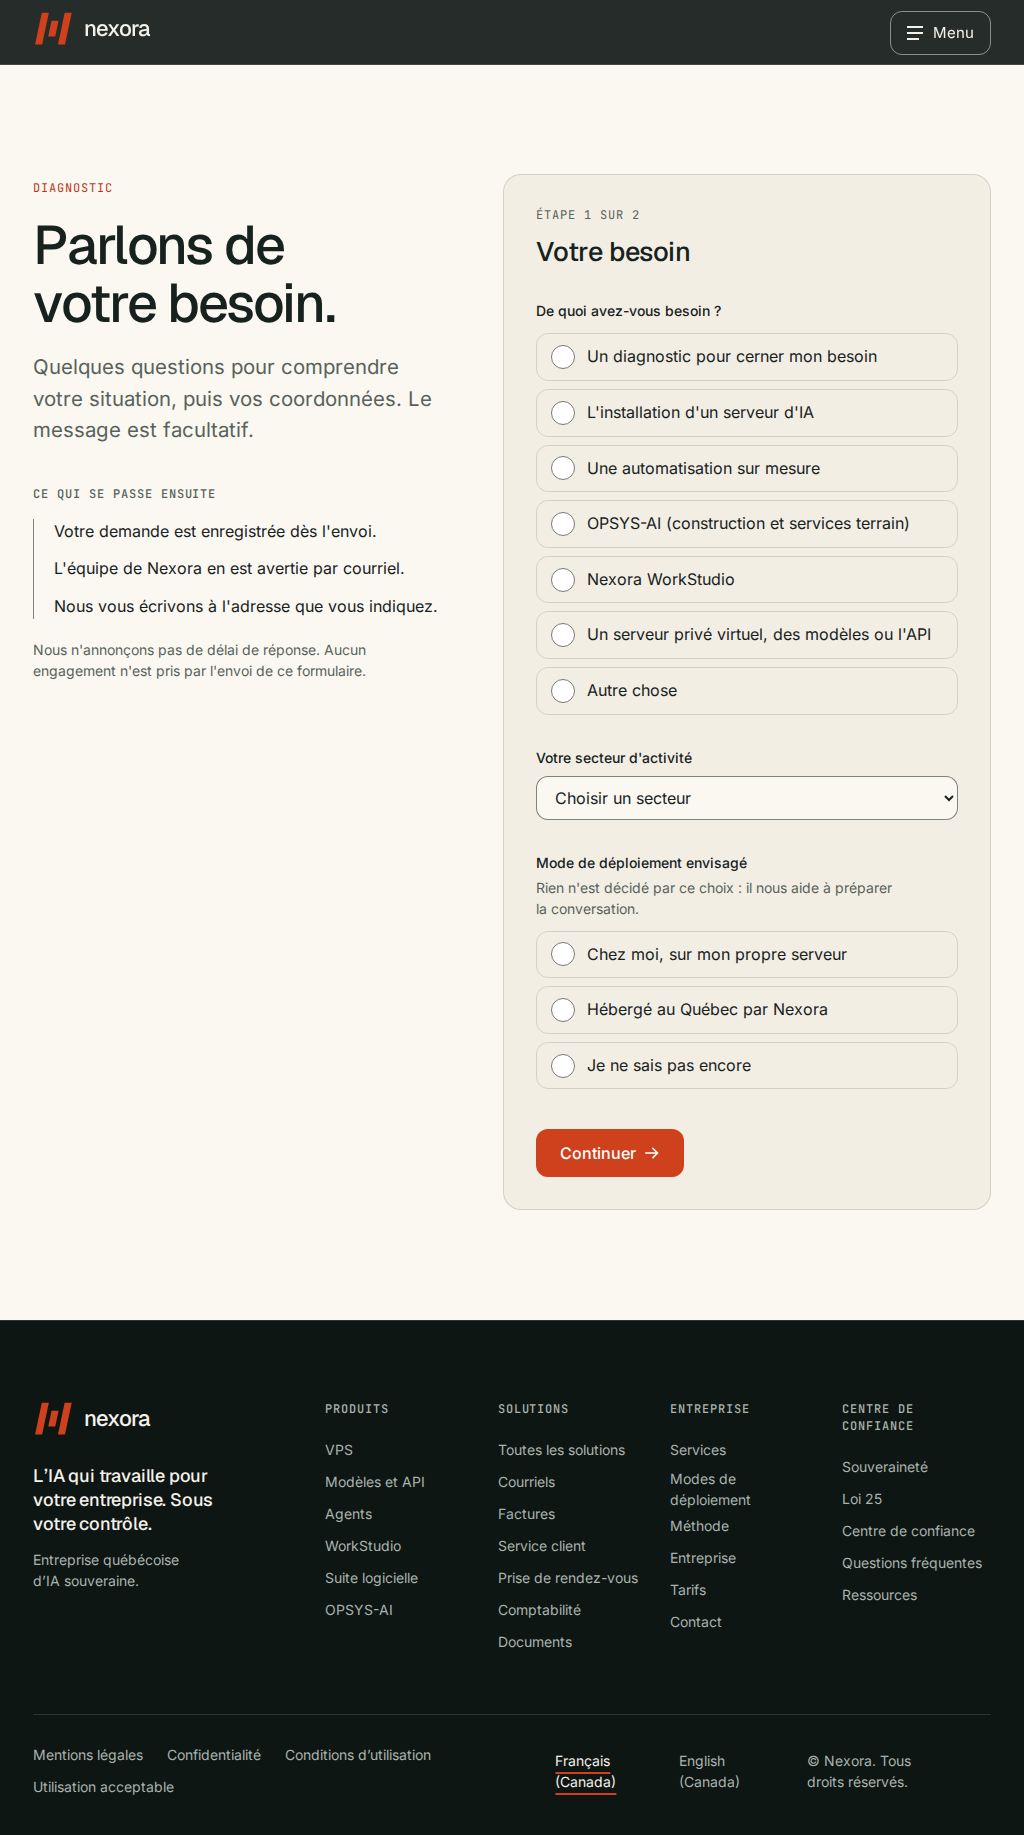 nexora
Menu
DIAGNOSTIC
Parlons de
votre besoin.
Quelques questions pour comprendre
votre situation, puis vos coordonnées. Le
message est facultatif.
CE QUI SE PASSE ENSUITE
Votre demande est enregistrée dès l'envoi.
L'équipe de Nexora en est avertie par courriel.
Nous vous écrivons à l'adresse que vous indiquez.
Nous n'annonçons pas de délai de réponse. Aucun
engagement n'est pris par l'envoi de ce formulaire.
ÉTAPE 1 SUR 2
Votre besoin
De quoi avez-vous besoin ?
Un diagnostic pour cerner mon besoin
L'installation d'un serveur d'IA
Une automatisation sur mesure
OPSYS-AI (construction et services terrain)
Nexora WorkStudio
Un serveur privé virtuel, des modèles ou l'API
Autre chose
Votre secteur d'activité
Choisir un secteur
Mode de déploiement envisagé
Rien n'est décidé par ce choix : il nous aide à préparer
la conversation.
Chez moi, sur mon propre serveur
Hébergé au Québec par Nexora
Je ne sais pas encore
Continuer →
nexora
L’IA qui travaille pour
votre entreprise. Sous
votre contrôle.
Entreprise québécoise
d’IA souveraine.
PRODUITS
VPS
Modèles et API
Agents
WorkStudio
Suite logicielle
OPSYS-AI
SOLUTIONS
Toutes les solutions
Courriels
Factures
Service client
Prise de rendez-vous
Comptabilité
Documents
ENTREPRISE
Services
Modes de
déploiement
Méthode
Entreprise
Tarifs
Contact
CENTRE DE
CONFIANCE
Souveraineté
Loi 25
Centre de confiance
Questions fréquentes
Ressources
Mentions légales
Confidentialité
Conditions d’utilisation
Utilisation acceptable
Français
(Canada)
English
(Canada)
© Nexora. Tous
droits réservés.